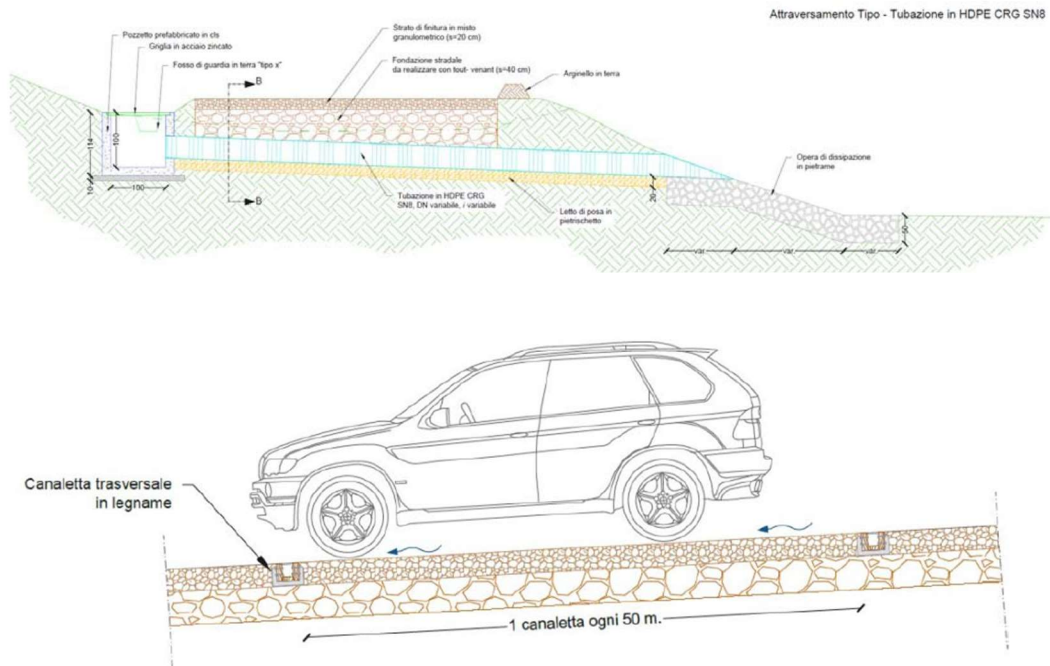 Attraversamento Tipo - Tubazione in HDPE CRG SN8
Pozzetto prefabbricato in cls
Griglia in acciaio zincato
Fosso di guardia in terra "tipo x"
B
Strato di finitura in misto
granulometrico (s=20 cm)
Fondazione stradale
da realizzare con tout- venant (s=40 cm)
Arginello in terra
114
100
10
100
B
Tubazione in HDPE CRG
SN8, DN variabile, i variabile
Letto di posa in
pietrischetto
20
Opera di dissipazione
in pietrame
50
var
var
var
Canaletta trasversale
in legname
1 canaletta ogni 50 m.